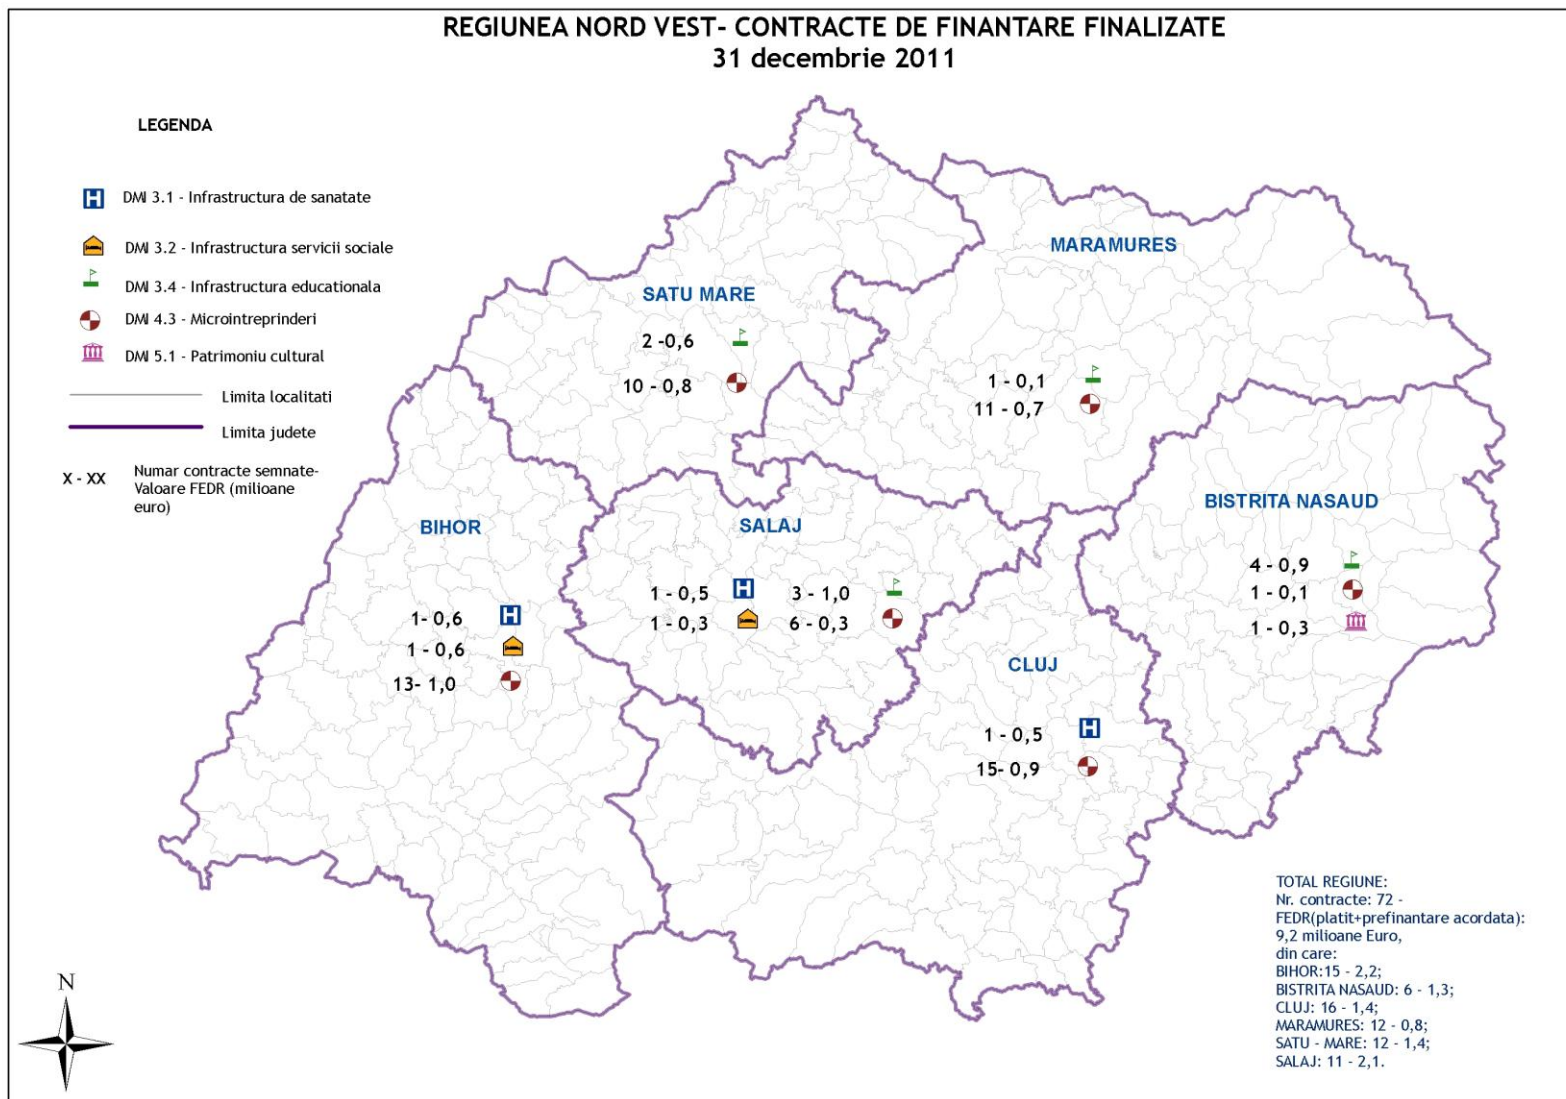 REGIUNEA NORD VEST- CONTRACTE DE FINANTARE FINALIZATE
31 decembrie 2011
LEGENDA
H DMI 3.1 - Infrastructura de sanatate
DMI 3.2 - Infrastructura servicii sociale
DMI 3.4 - Infrastructura educationala
DMI 4.3 - Microintreprinderi
DMI 5.1 - Patrimoniu cultural
Limita localitati
Limita judete
X - XX Numar contracte semnate-
Valoare FEDR (milioane
euro)
MARAMURES
1 - 0,1
11 - 0,7
SATU MARE
2 -0,6
10 - 0,8
BISTRITA NASAUD
4 - 0,9
1 - 0,1
1 - 0,3
BIHOR
1- 0,6 H
1 - 0,6
13- 1,0
SALAJ
1 - 0,5 H 3 - 1,0
1 - 0,3 6 - 0,3
CLUJ
1 - 0,5 H
15- 0,9
TOTAL REGIUNE:
Nr. contracte: 72 -
FEDR(platit+prefinantare acordata):
9,2 milioane Euro,
din care:
BIHOR:15 - 2,2;
BISTRITA NASAUD: 6 - 1,3;
CLUJ: 16 - 1,4;
MARAMURES: 12 - 0,8;
SATU - MARE: 12 - 1,4;
SALAJ: 11 - 2,1.
N